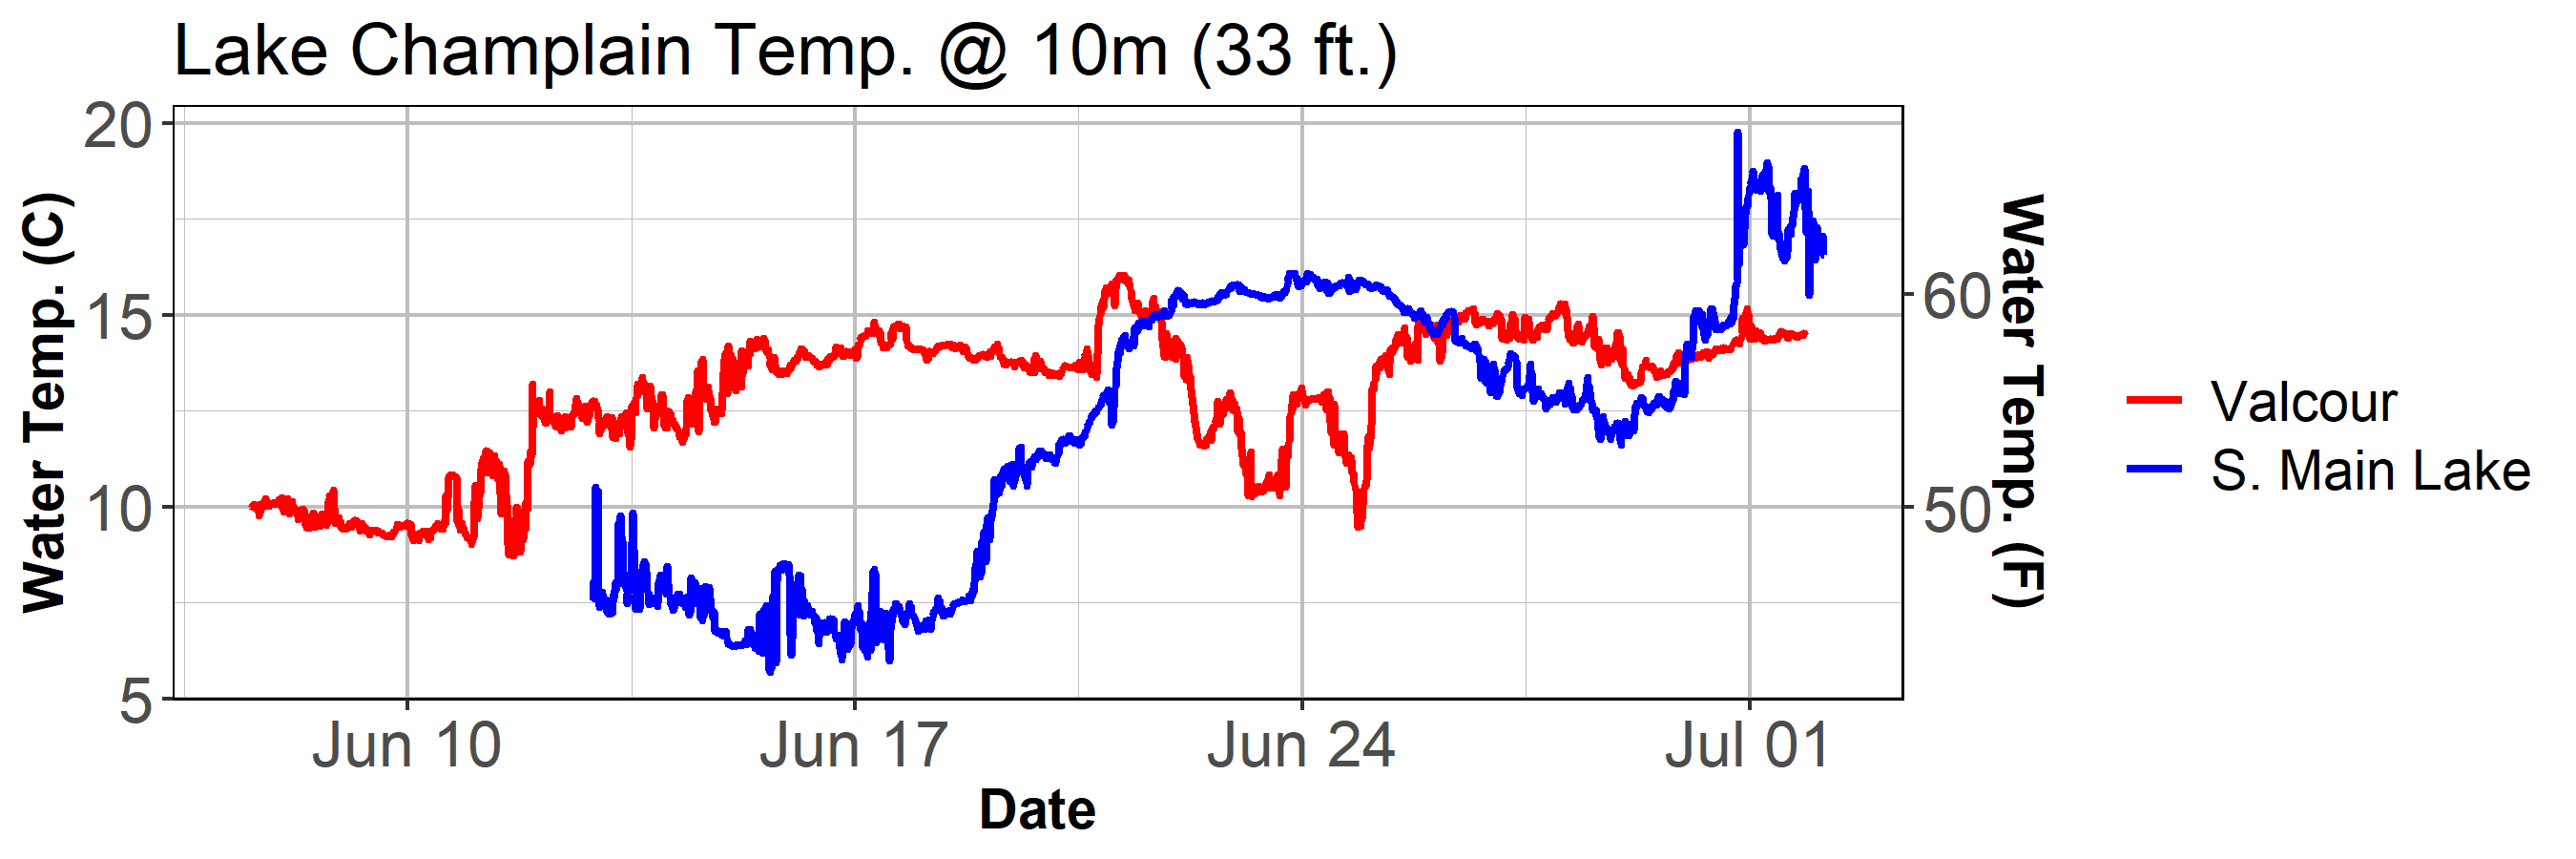 Lake Champlain Temp. @ 10m (33 ft.)
Water Temp. (C)
20
15
10
5
60
50
Water Temp. (F)
Jun 10
Jun 17
Jun 24
Jul 01
Date
Valcour
S. Main Lake